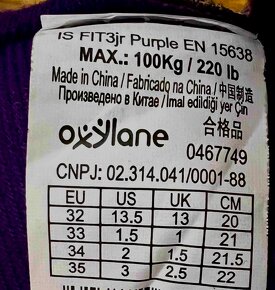 IS FIT3jr Purple EN 15638
MAX.: 100Kg / 220 lb
Made in China / Fabricado na China / 中国制造
Произведено в Китае / İmal edildiği yer Çin
oxylane 合格品
0467749
CNPJ: 02.314.041/0001-88
EU US UK CM
32 13.5 13 20
33 1.5 1 21
34 2 1.5 21.5
35 3 2.5 22